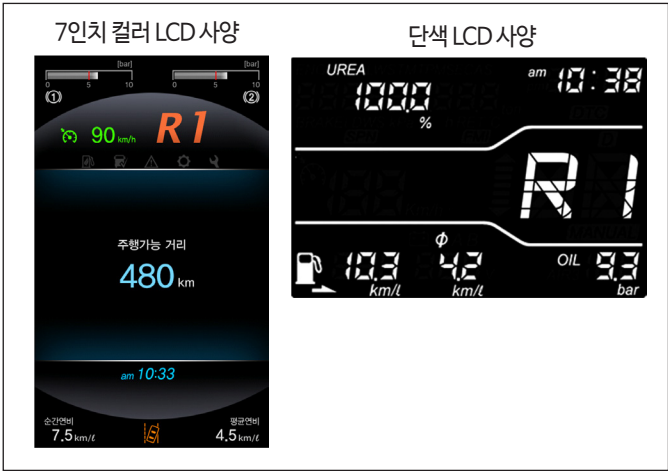 7인치 컬러 LCD 사양
[bar] [bar]
0 5 10 0 5 10
(1) (2)
90 km/h R1
주행가능 거리
480 km
am 10:33
순간연비 평균연비
7.5 km/ℓ 4.5 km/ℓ
단색 LCD 사양
UREA am 10:38
100.0
%
R1
Φ
10.3 4.2 OIL 9.3
km/ℓ km/ℓ bar